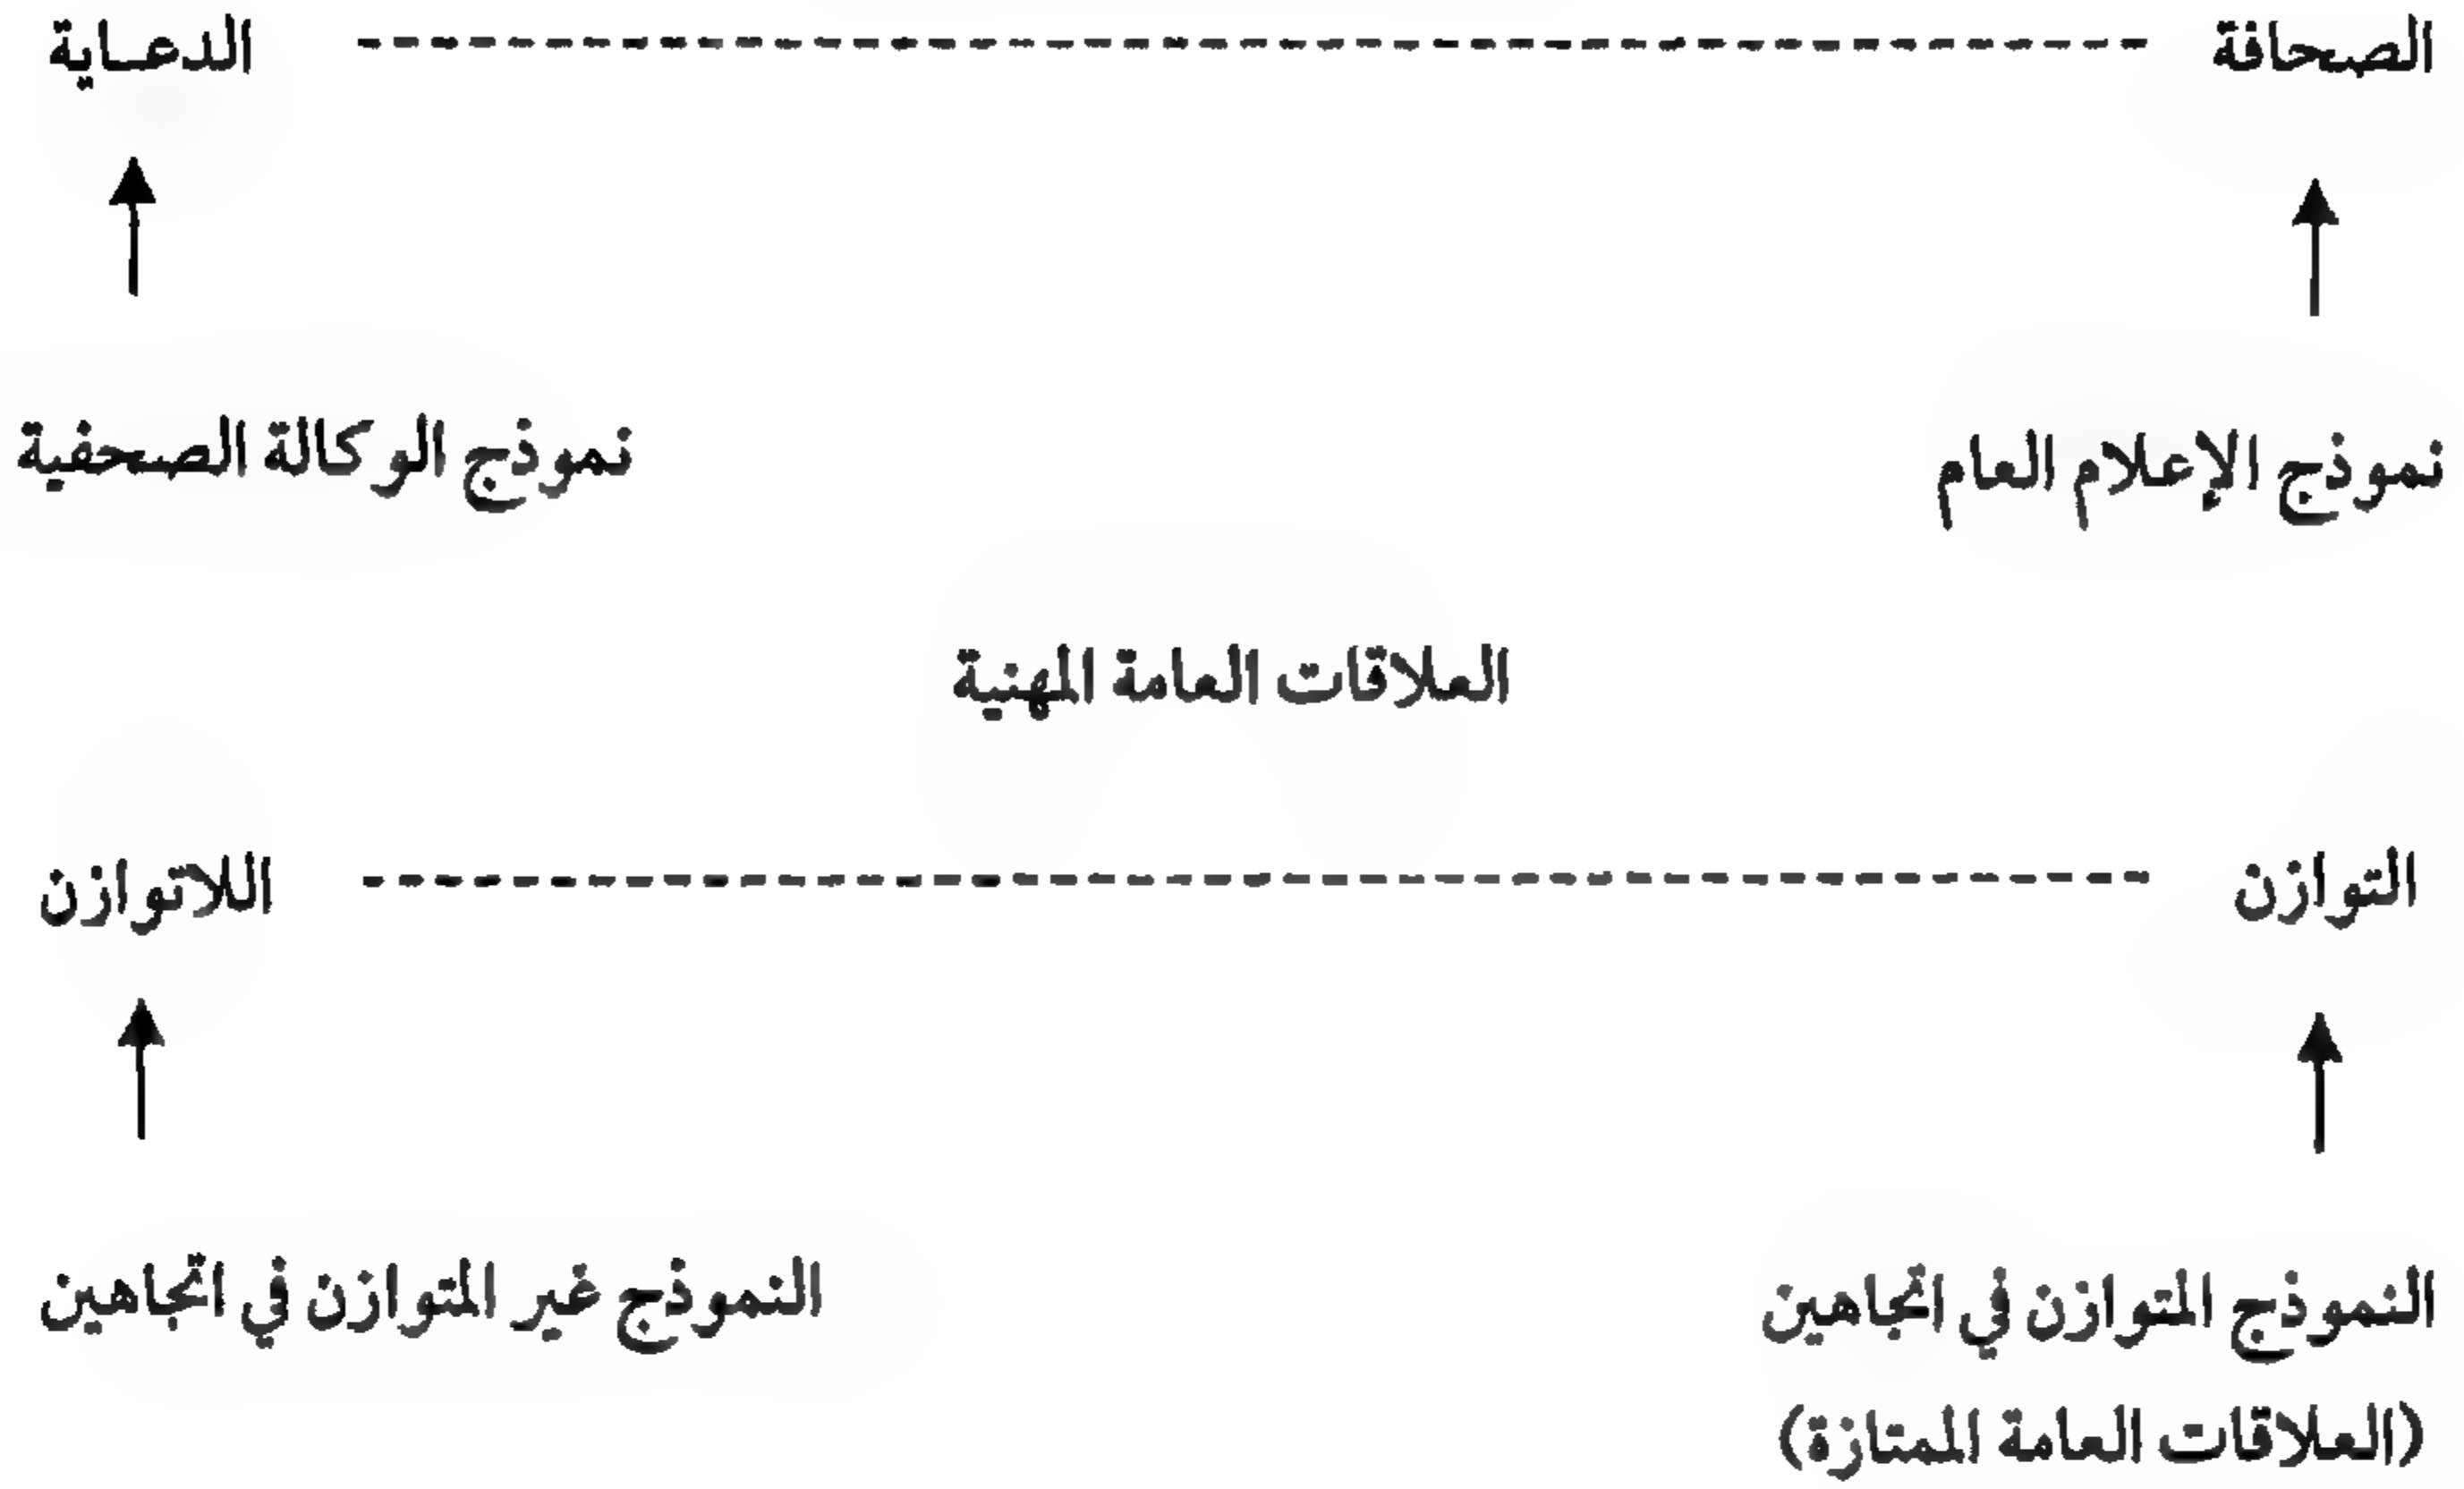 الصحافة الدعاية
نموذج الإعلام العام نموذج الوكالة الصحفية
العلاقات العامة المهنية
التوازن اللاتوازن
النموذج المتوازن في اتجاهين النموذج غير المتوازن في اتجاهين
(العلاقات العامة الممتازة)